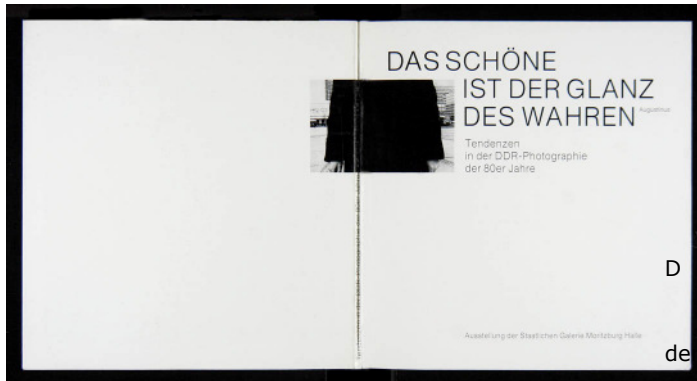 DAS SCHÖNE
IST DER GLANZ
DES WAHREN
Augustinus
Tendenzen
in der DDR-Photographie
der 80er Jahre
D
Ausstellung der Staatlichen Galerie Moritzburg Halle
de